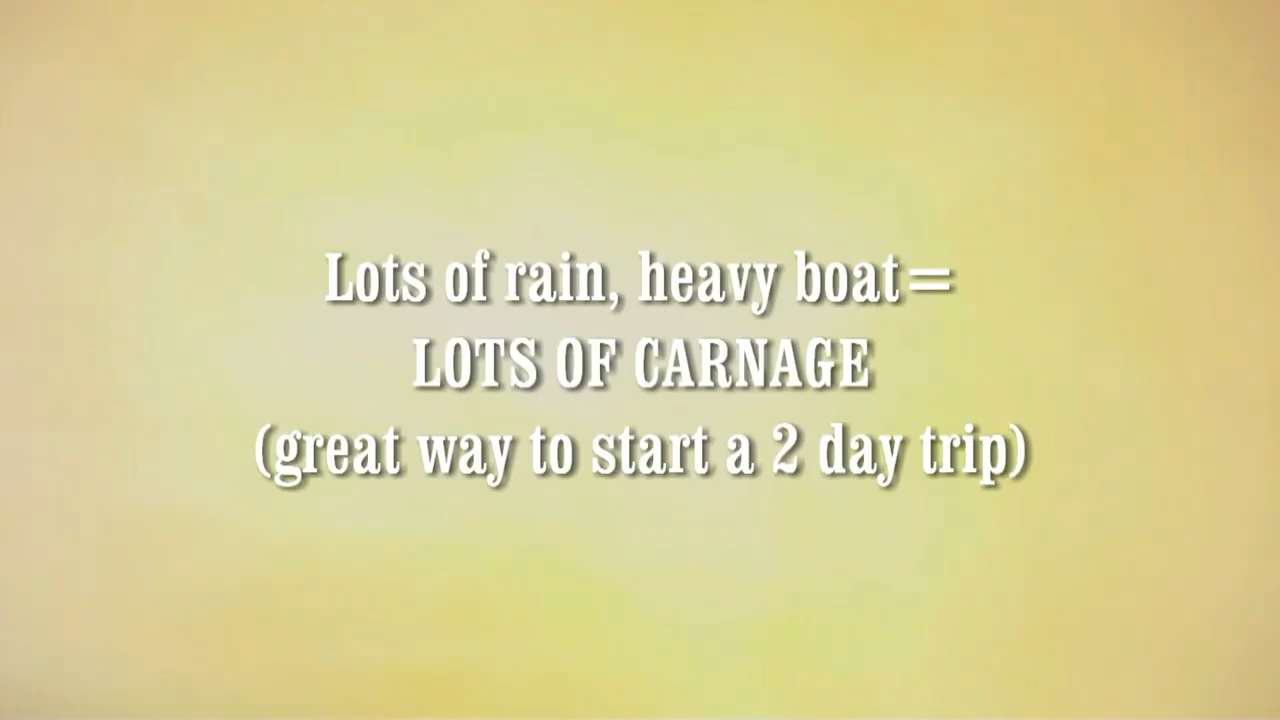 Lots of rain, heavy boat=
LOTS OF CARNAGE
(great way to start a 2 day trip)